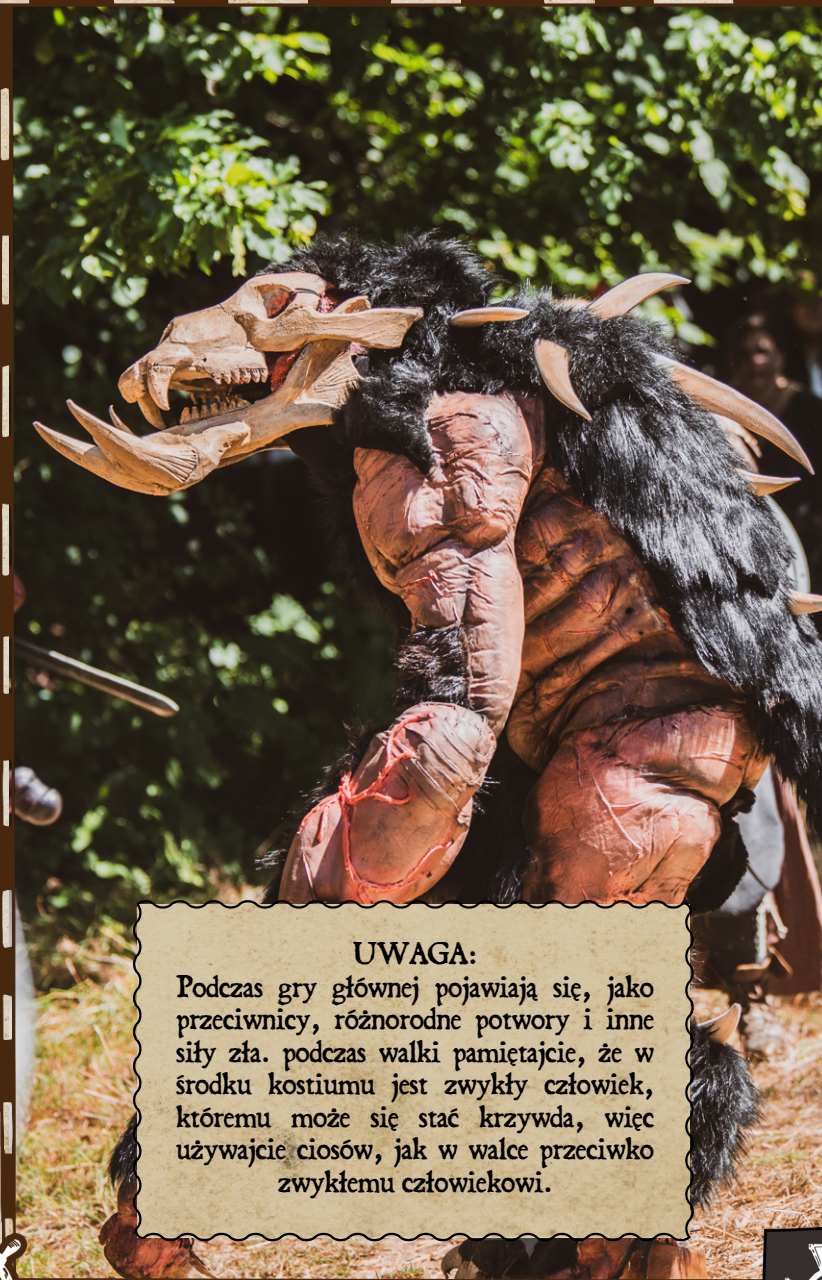 UWAGA:
Podczas gry głównej pojawiają się, jako
przeciwnicy, różnorodne potwory i inne
siły zła. podczas walki pamiętajcie, że w
środku kostiumu jest zwykły człowiek,
któremu może się stać krzywda, więc
używajcie ciosów, jak w walce przeciwko
zwykłemu człowiekowi.